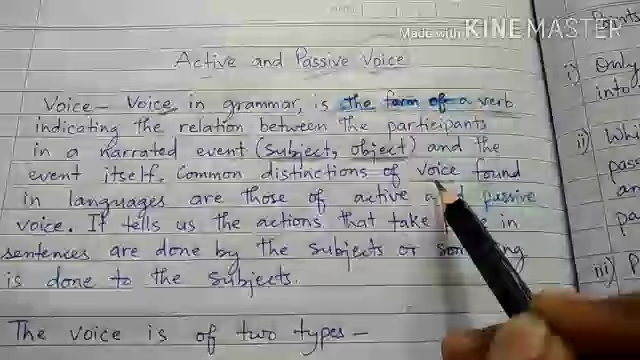 Made with KINEMASTER
Active and Passive Voice
Voice - Voice in grammar, is the form of a verb
indicating the relation between the participants
in a narrated event (subject, object) and the
event itself. Common distinctions of voice found
in languages are those of active and passive
voice. It tells us the actions that take in
sentences are done by the subjects or something
is done to the subjects.
The voice is of two types -
Points
i) Only
into
ii)
pass
iii) P